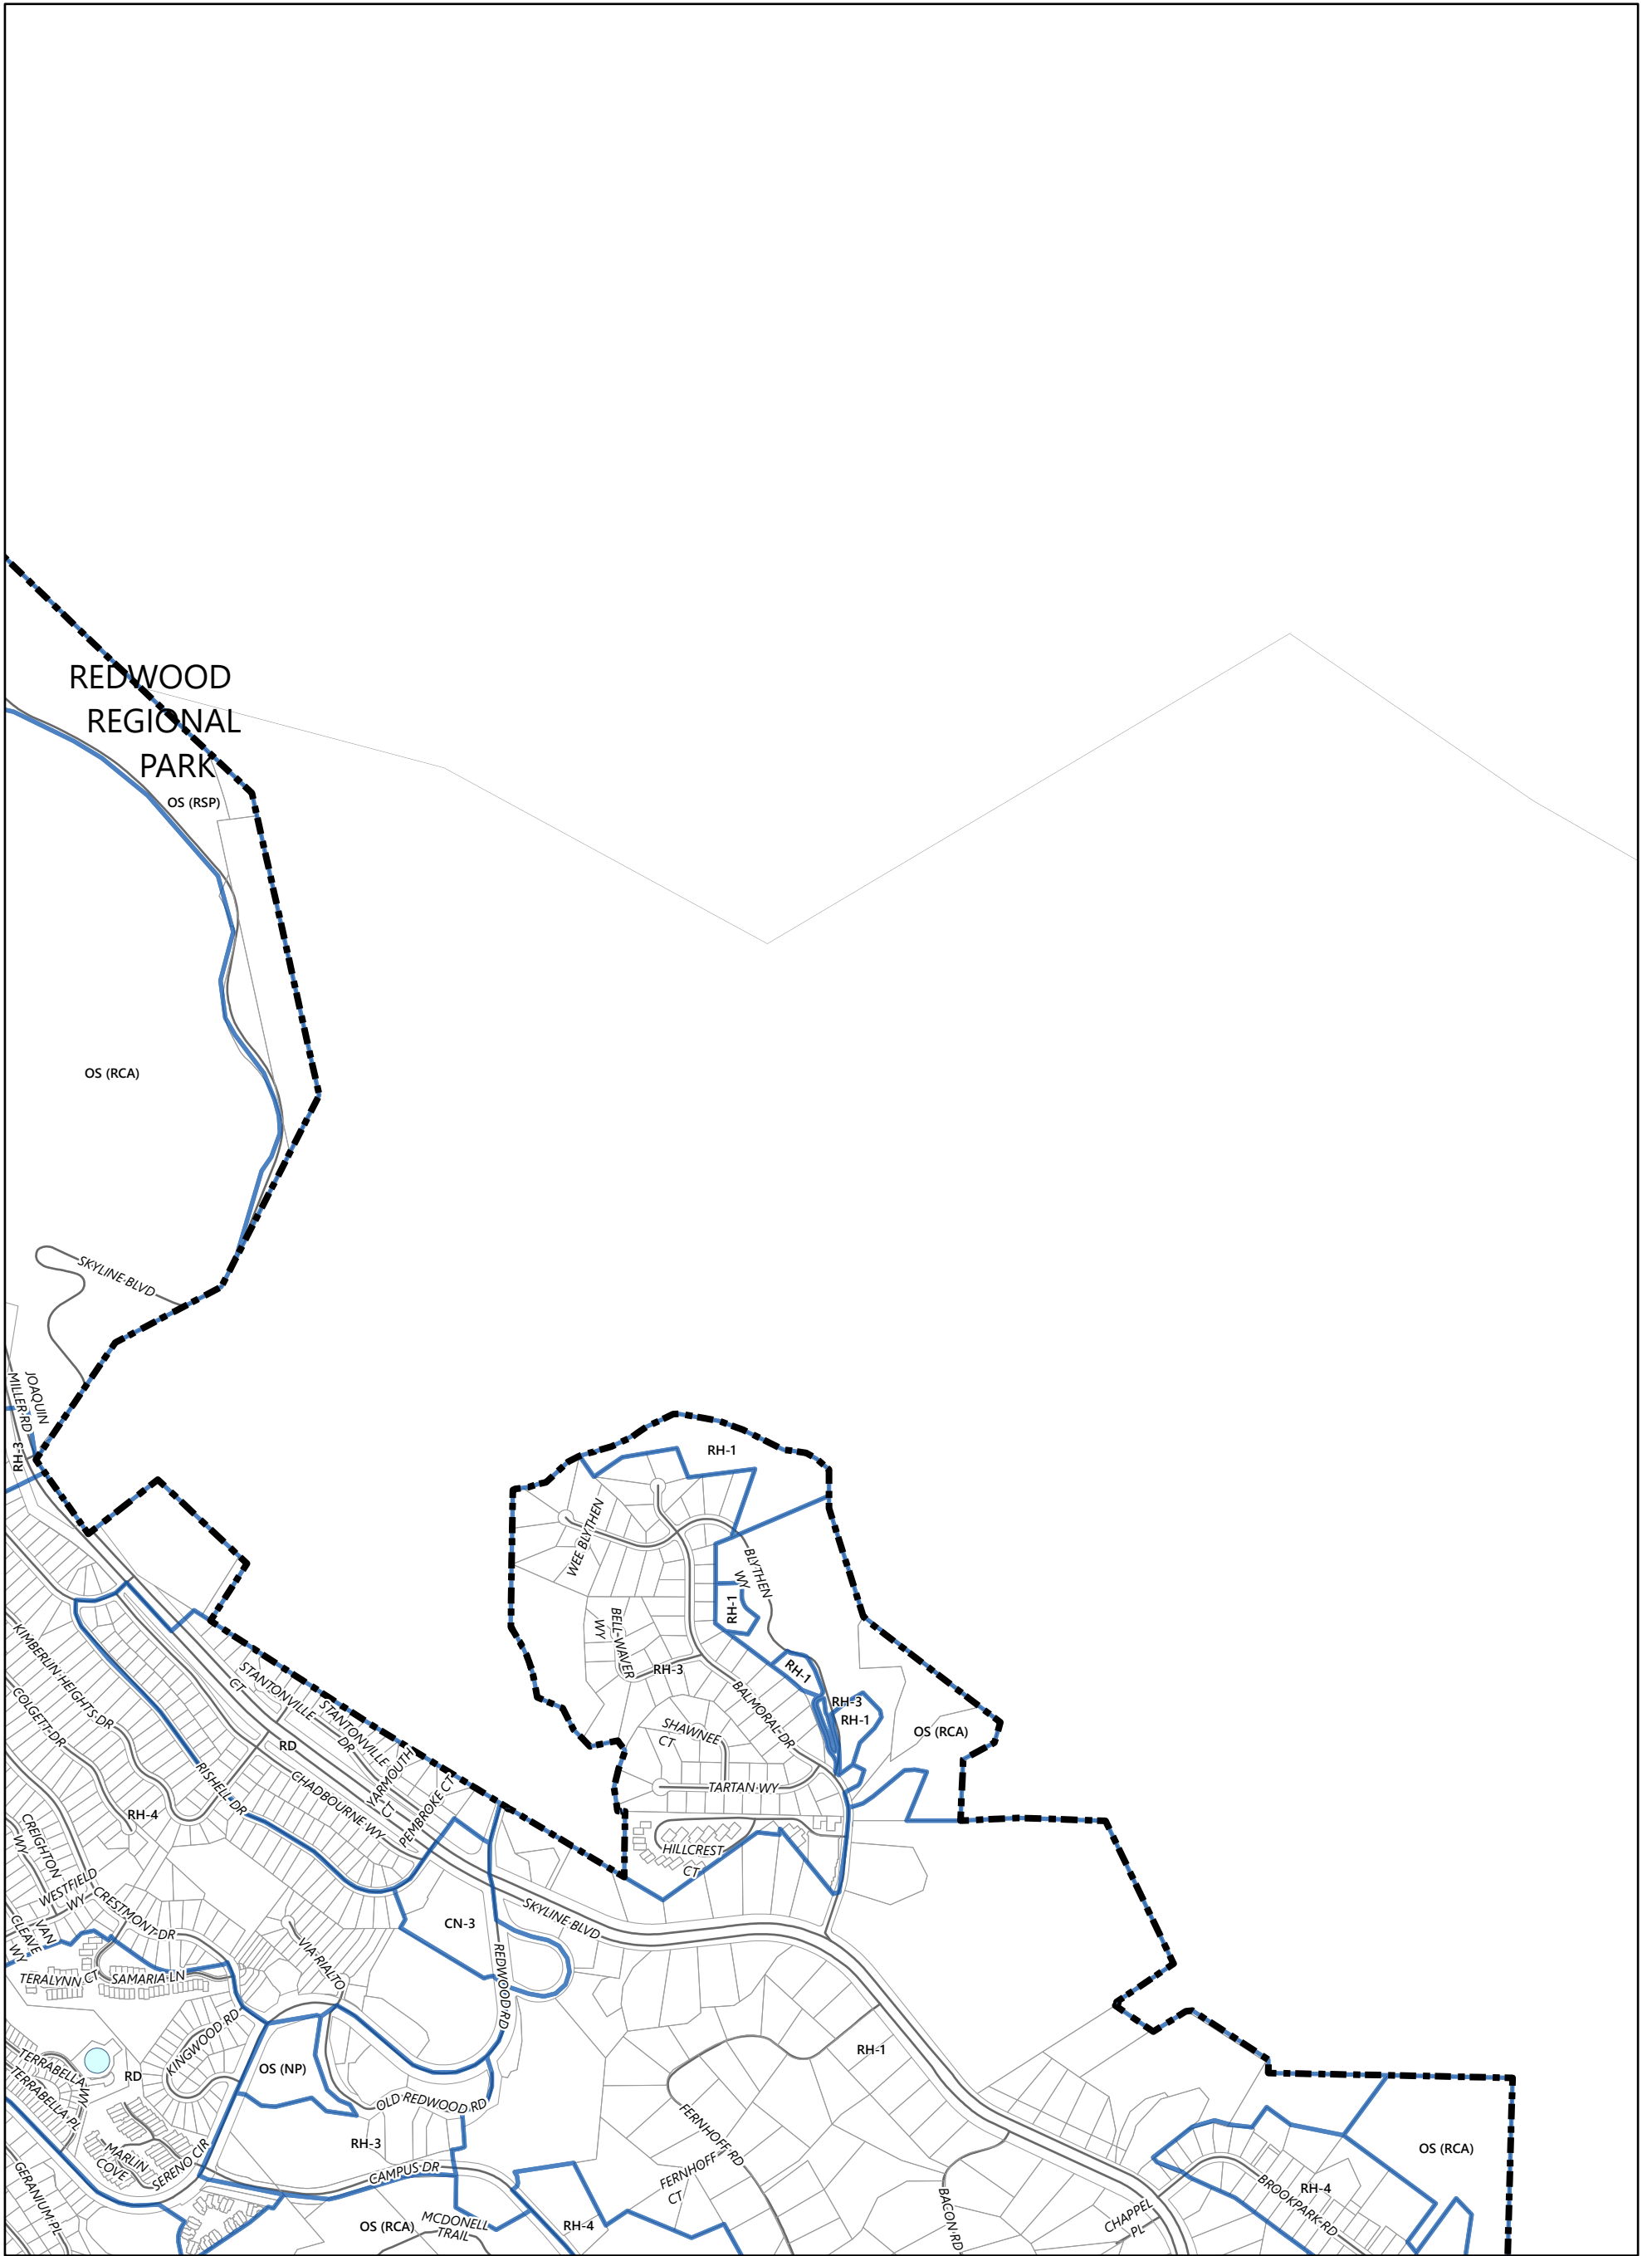 REDWOOD
REGIONAL
PARK
OS (RSP)
OS (RCA)
SKYLINE BLVD
JOAQUIN
MILLER RD
RH-3
RH-1
WEE BLYTHEN
BLYTHEN
WY
RH-1
BELL-WAVER
WY
RH-3
RH-1
BALMORAL DR
RH-3
RH-1
OS (RCA)
SHAWNEE
CT
TARTAN WY
HILLCREST
CT
KIMBERLIN HEIGHTS DR
COLGETT DR
STANTONVILLE
CT
STANTONVILLE
DR
RD
YARMOUTH
CT
PEMBROKE CT
CHADBOURNE WY
RISHELL DR
RH-4
CREIGHTON
WY
WESTFIELD
WY
VAN
CLEAVE
WY
CRESTMONT DR
CN-3
SKYLINE BLVD
TERALYNN CT
SAMARIA LN
VIA RIALTO
REDWOOD RD
KINGWOOD RD
RH-1
OS (NP)
TERRABELLA
WY
RD
TERRABELLA PL
OLD REDWOOD RD
FERNHOFF RD
RH-3
MARLIN
COVE
SERENO CIR
CAMPUS DR
FERNHOFF
CT
OS (RCA)
RH-4
BROOKPARK RD
GERANIUM PL
OS (RCA)
MCDONELL
TRAIL
RH-4
BACON RD
CHAPPEL
PL